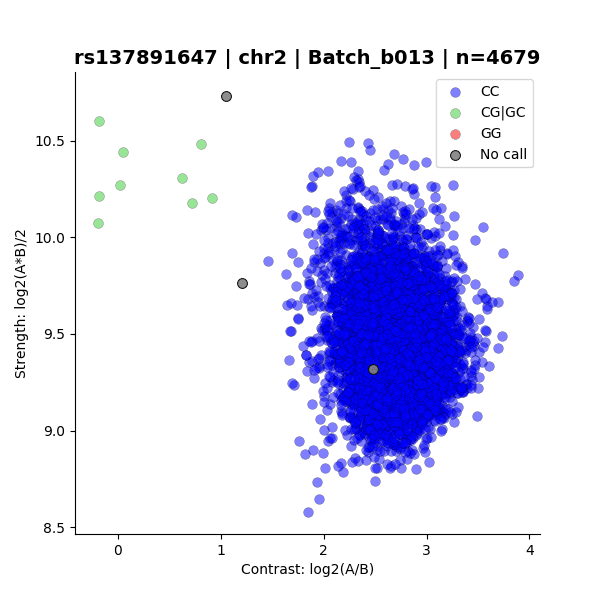 rs137891647 | chr2 | Batch_b013 | n=4679
CC
CG|GC
GG
No call
10.5
10.0
9.5
9.0
8.5
Strength: log2(A*B)/2
0 1 2 3 4
Contrast: log2(A/B)